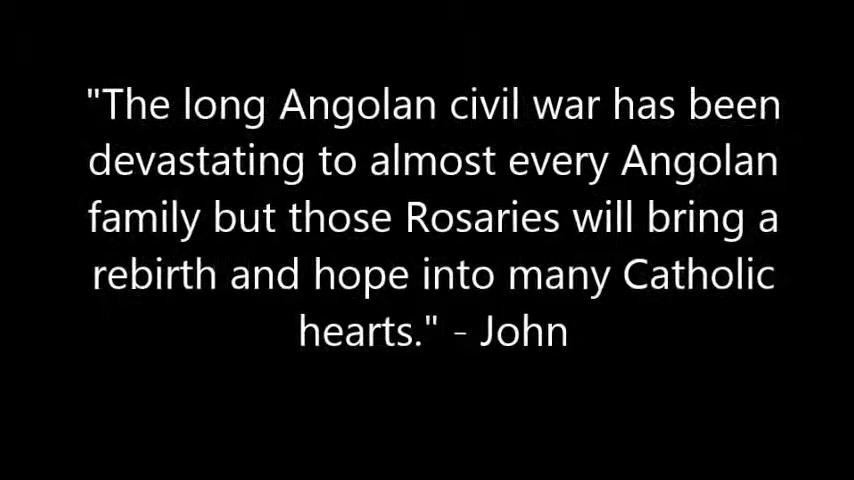 "The long Angolan civil war has been
devastating to almost every Angolan
family but those Rosaries will bring a
rebirth and hope into many Catholic
hearts." - John